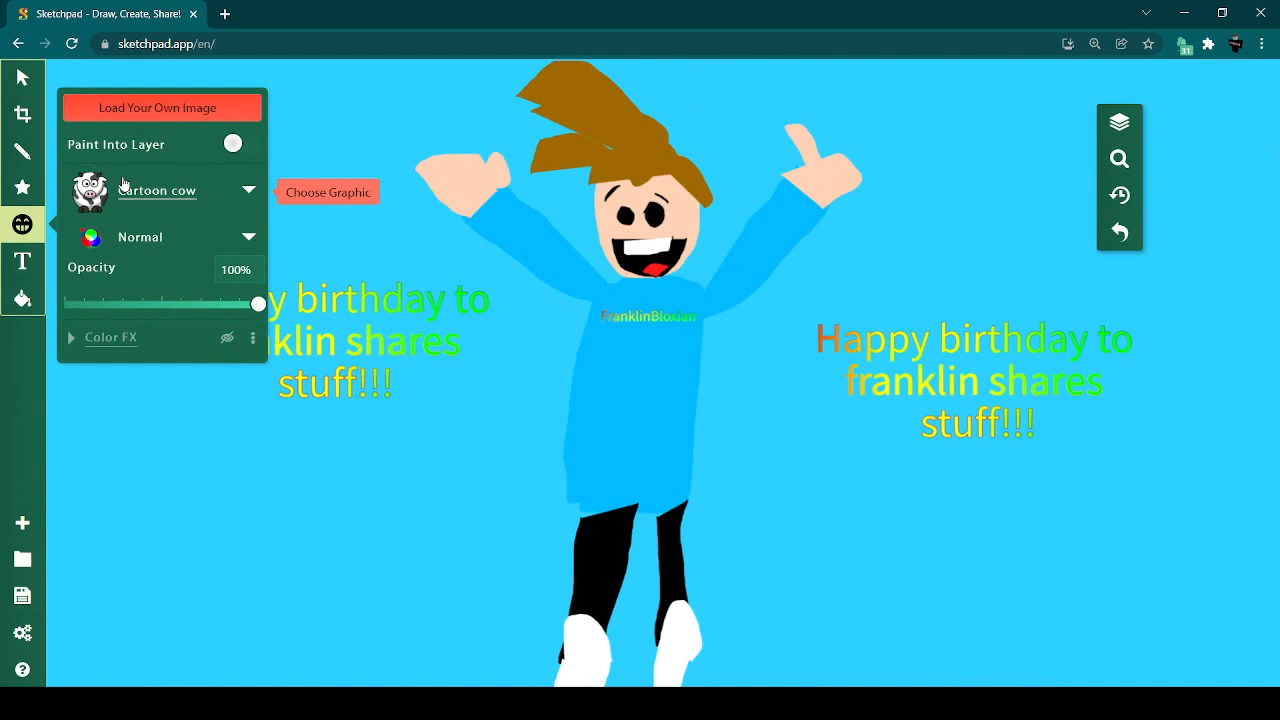 Sketchpad - Draw, Create, Share!
sketchpad.app/en/
31
Load Your Own Image
Paint Into Layer
Cartoon cow
Choose Graphic
Normal
Opacity
100%
Color FX
y birthday to
klin shares
stuff!!!
FranklinBloxian
Happy birthday to
franklin shares
stuff!!!
T
?